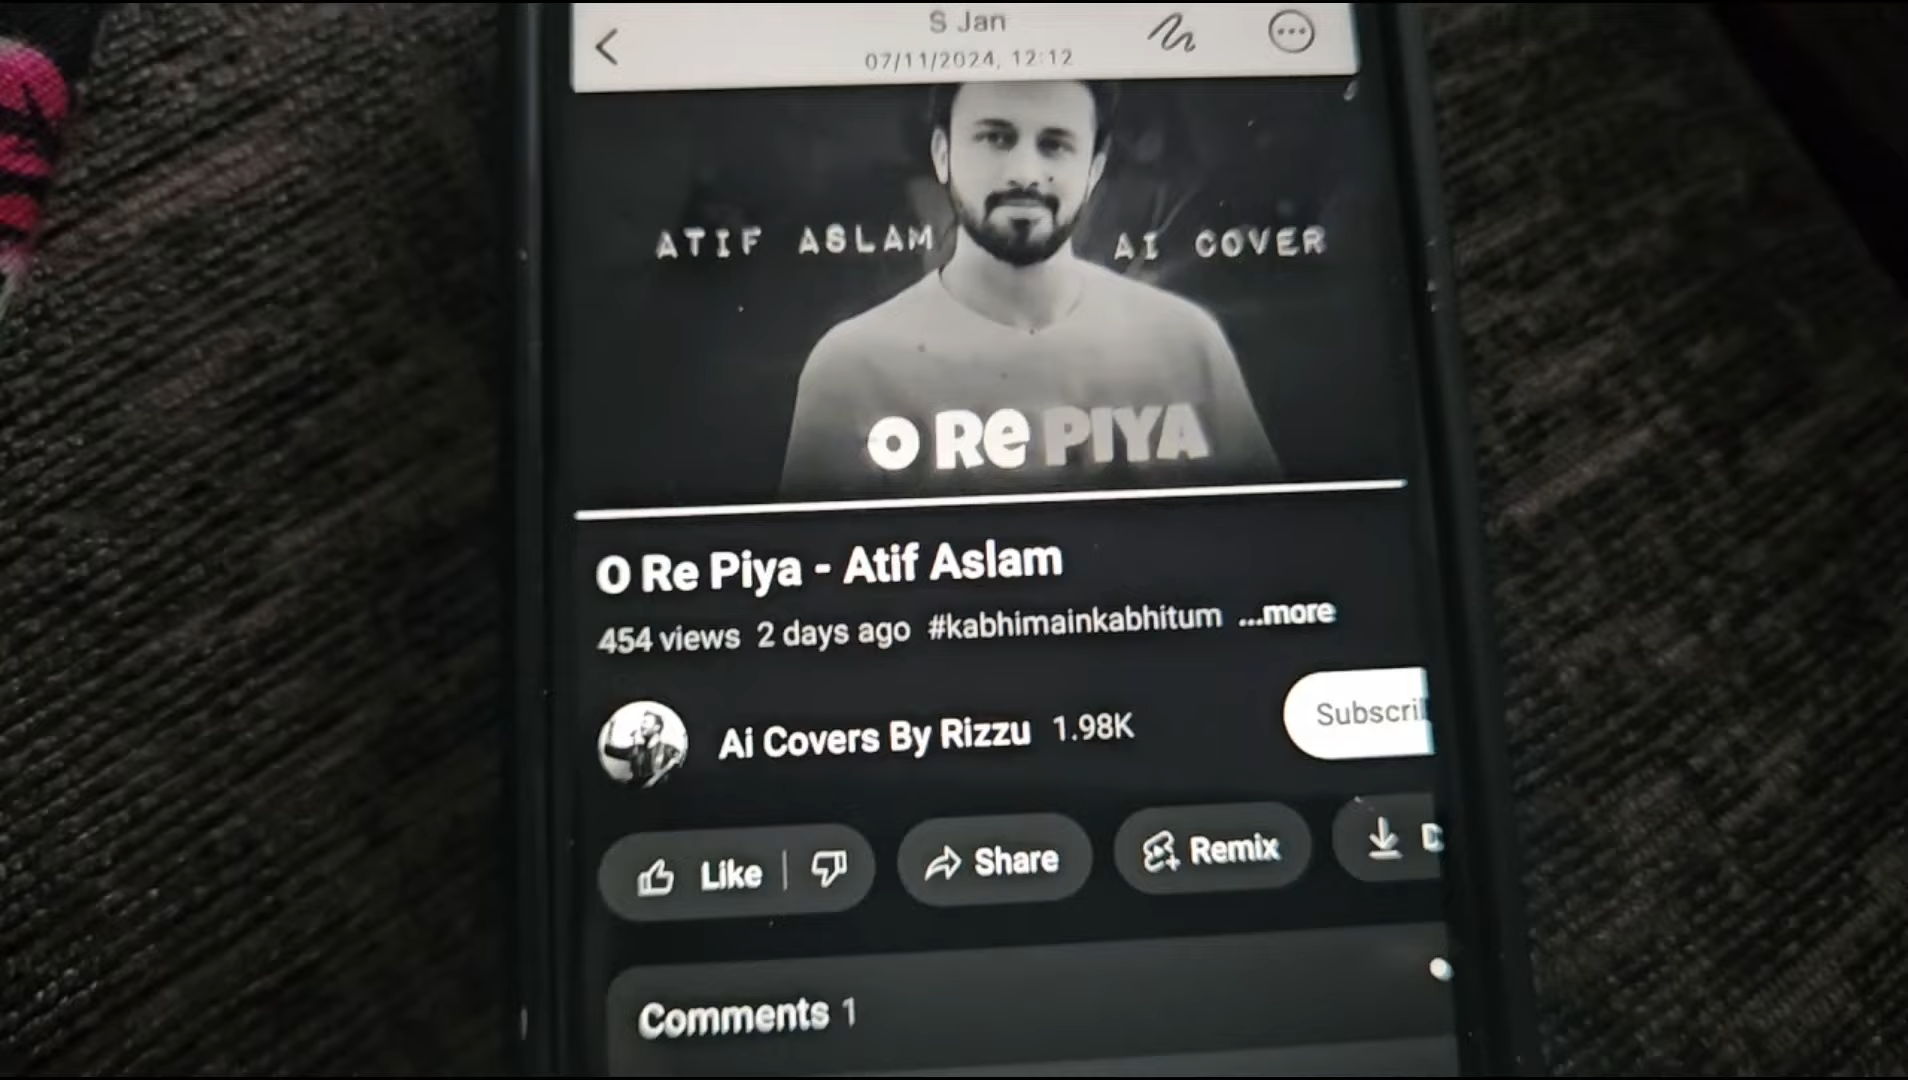 S Jan
07/11/2024, 12:12
ATIF ASLAM AI COVER
O Re PIYA
O Re Piya - Atif Aslam
454 views 2 days ago #kabhimainkabhitum ...more
Ai Covers By Rizzu 1.98K
Subscri
Like Share Remix D
Comments 1